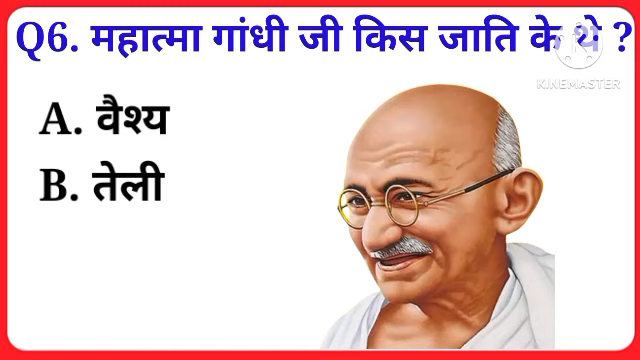 Q6. महात्मा गांधी जी किस जाति के थे ?
KINEMASTER
A. वैश्य
B. तेली